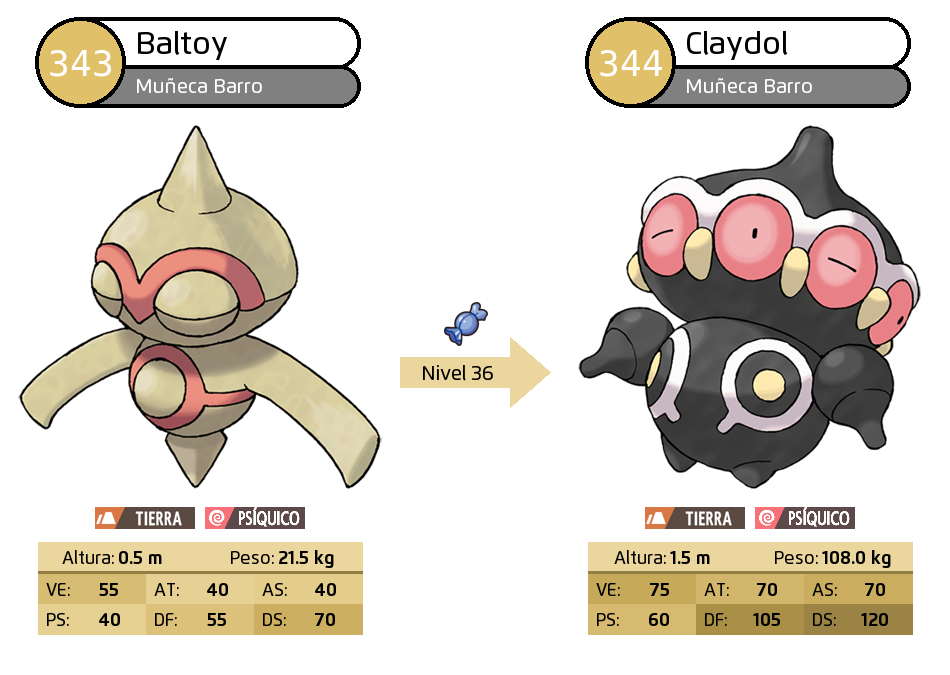 343 Baltoy
Muñeca Barro
344 Claydol
Muñeca Barro
Nivel 36
TIERRA PSÍQUICO
Altura: 0.5 m Peso: 21.5 kg
VE: 55 AT: 40 AS: 40
PS: 40 DF: 55 DS: 70
TIERRA PSÍQUICO
Altura: 1.5 m Peso: 108.0 kg
VE: 75 AT: 70 AS: 70
PS: 60 DF: 105 DS: 120